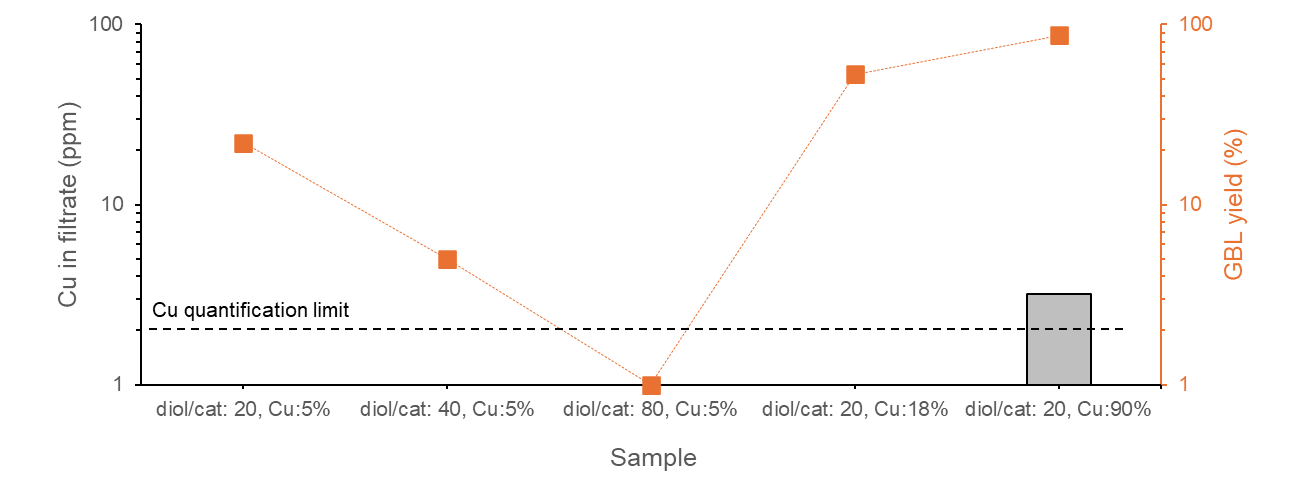 100
10
1
Cu in filtrate (ppm)
Cu quantification limit
100
10
1
GBL yield (%)
diol/cat: 20, Cu:5%
diol/cat: 40, Cu:5%
diol/cat: 80, Cu:5%
diol/cat: 20, Cu:18%
diol/cat: 20, Cu:90%
Sample